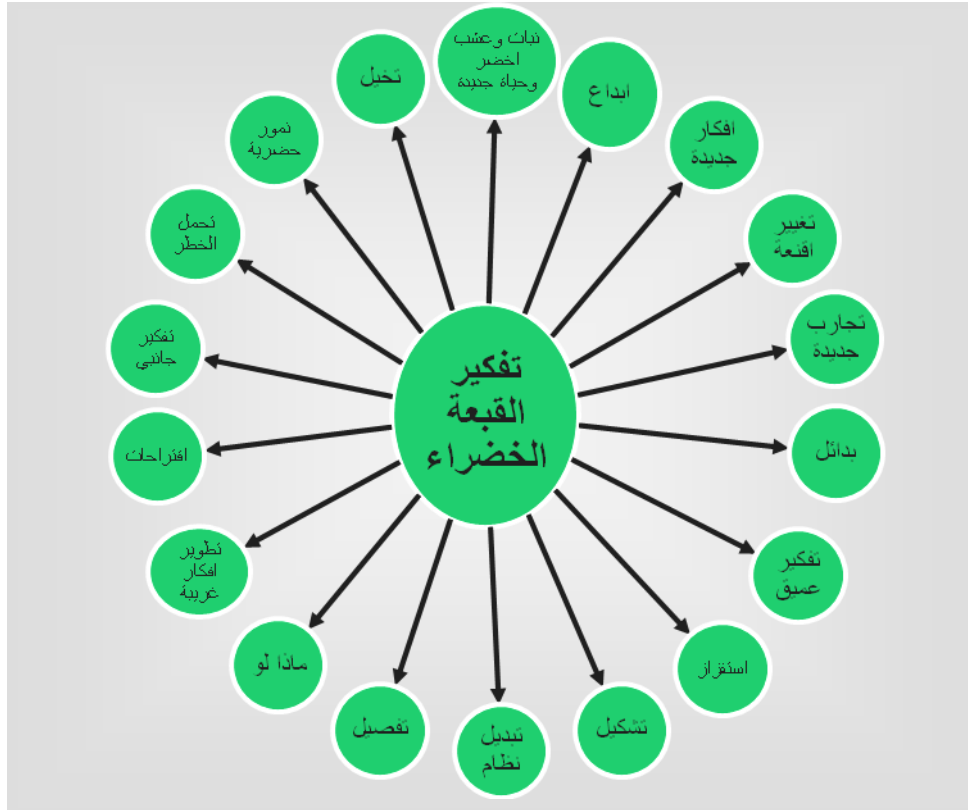 تفكير
القبعة
الخضراء
نبات وعشب
اخضر
وحياة جديدة
ابداع
افكار
جديدة
تغيير
اقنعة
تجارب
جديدة
بدائل
تفكير
عميق
استفزاز
تشكيل
تبديل
نظام
تفصيل
ماذا لو
تطوير
افكار
غريبة
اقتراحات
تفكير
جانبي
تحمل
الخطر
نمور
حضرية
تخيل